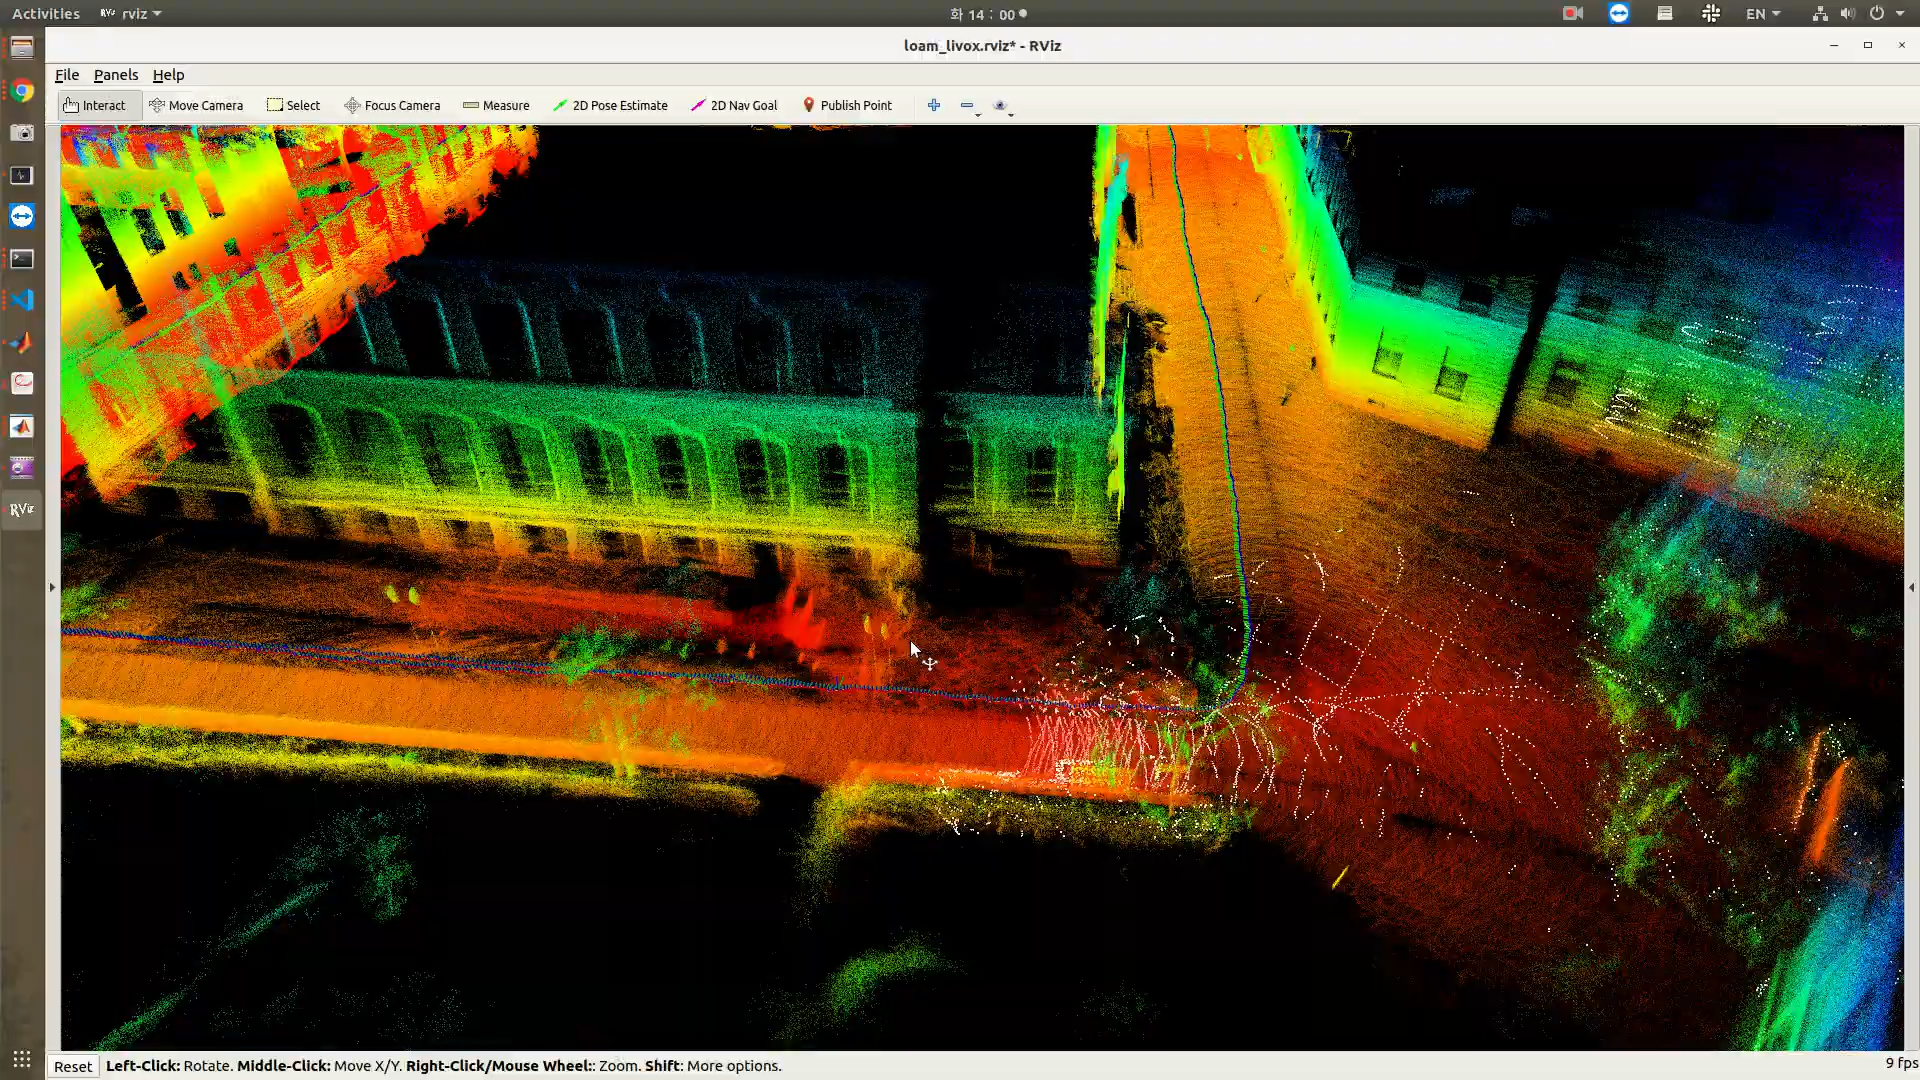 Activities RViz rviz 화 14 : 00 EN
loam_livox.rviz* - RViz
File Panels Help
Interact Move Camera Select Focus Camera Measure 2D Pose Estimate 2D Nav Goal Publish Point
RViz
Reset Left-Click: Rotate. Middle-Click: Move X/Y. Right-Click/Mouse Wheel:: Zoom. Shift: More options. 9 fps